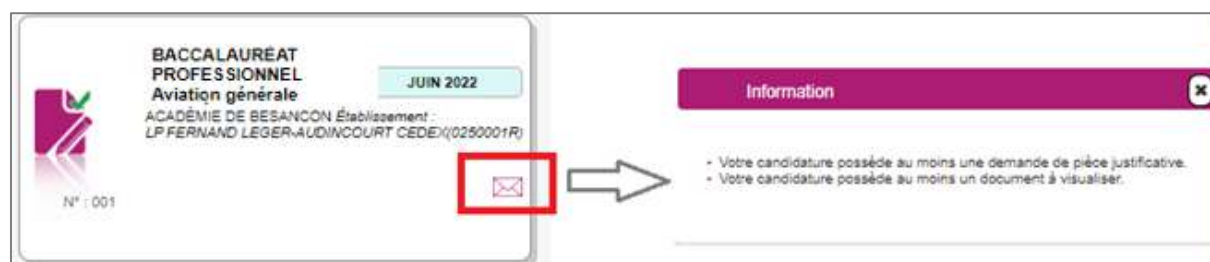 BACCALAURÉAT
PROFESSIONNEL
Aviation générale
JUIN 2022
ACADÉMIE DE BESANCON Établissement :
LP FERNAND LEGER-AUDINCOURT CEDEX(0250001R)
N° : 001
Information
- Votre candidature possède au moins une demande de pièce justificative.
- Votre candidature possède au moins un document à visualiser.